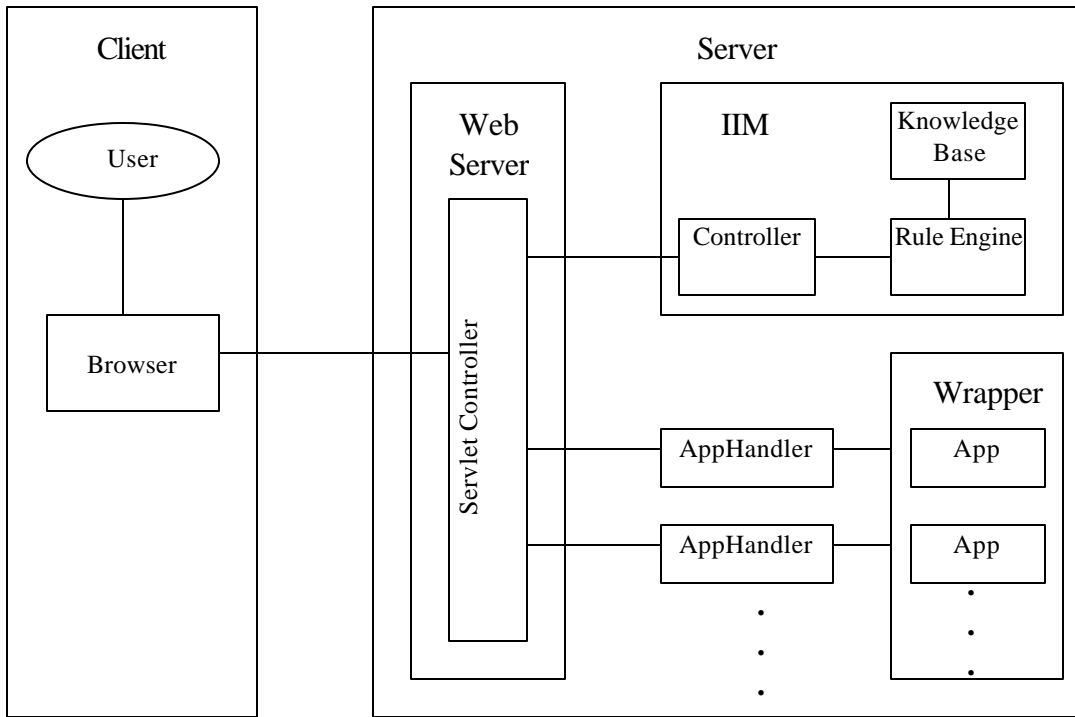 Client
User
Browser
Server
Web
Server
Servlet Controller
IIM
Knowledge
Base
Controller
Rule Engine
Wrapper
AppHandler
App
AppHandler
App